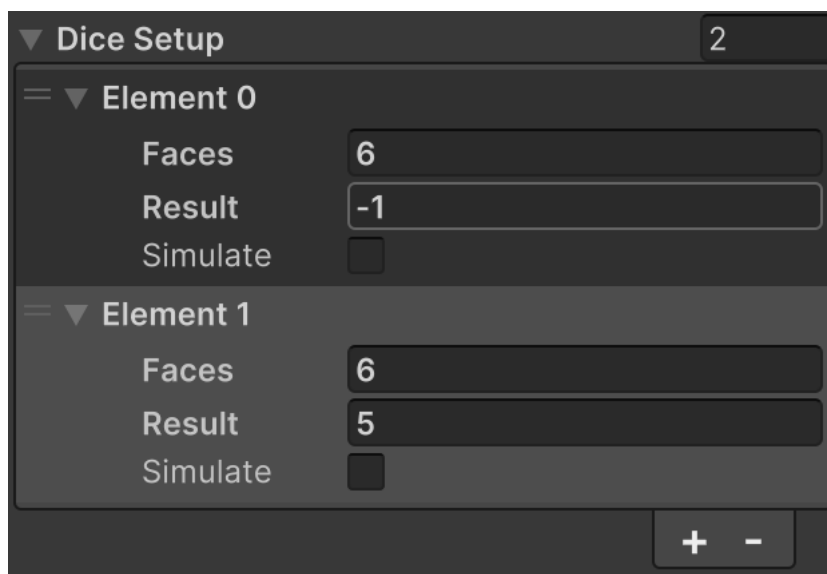 Dice Setup 2
Element 0
Faces 6
Result -1
Simulate
Element 1
Faces 6
Result 5
Simulate
+ -